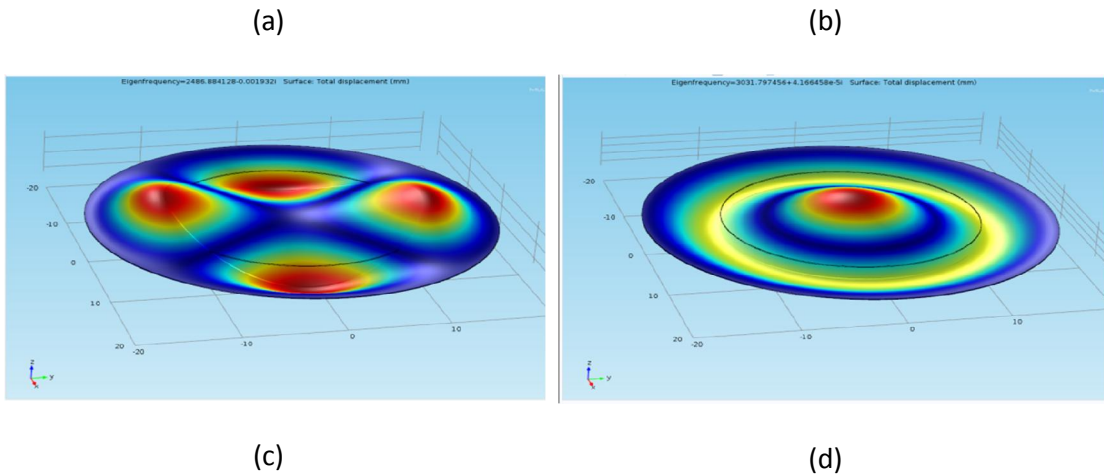 (a) (b)
Eigenfrequency=2486.884128-0.001932i Surface: Total displacement (mm)
Eigenfrequency=3031.797456+4.166458e-5i Surface: Total displacement (mm)
-20
-10
0
10
20
-20
-10
0
10
z
y
x
-20
-10
0
10
20
-20
-10
0
10
z
y
x
(c) (d)